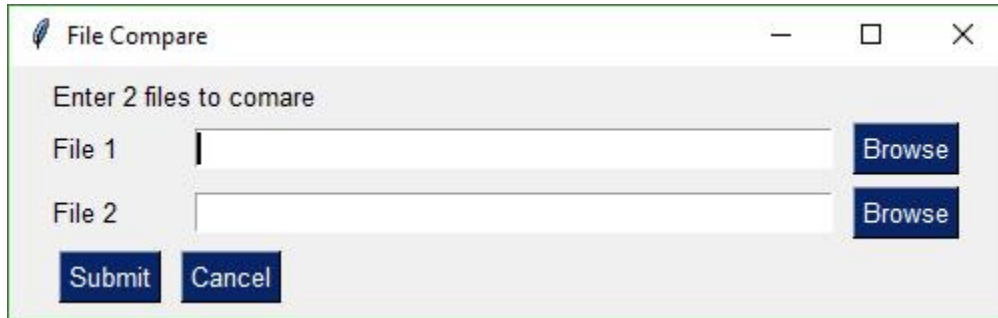 File Compare
Enter 2 files to comare
File 1 Browse
File 2 Browse
Submit Cancel